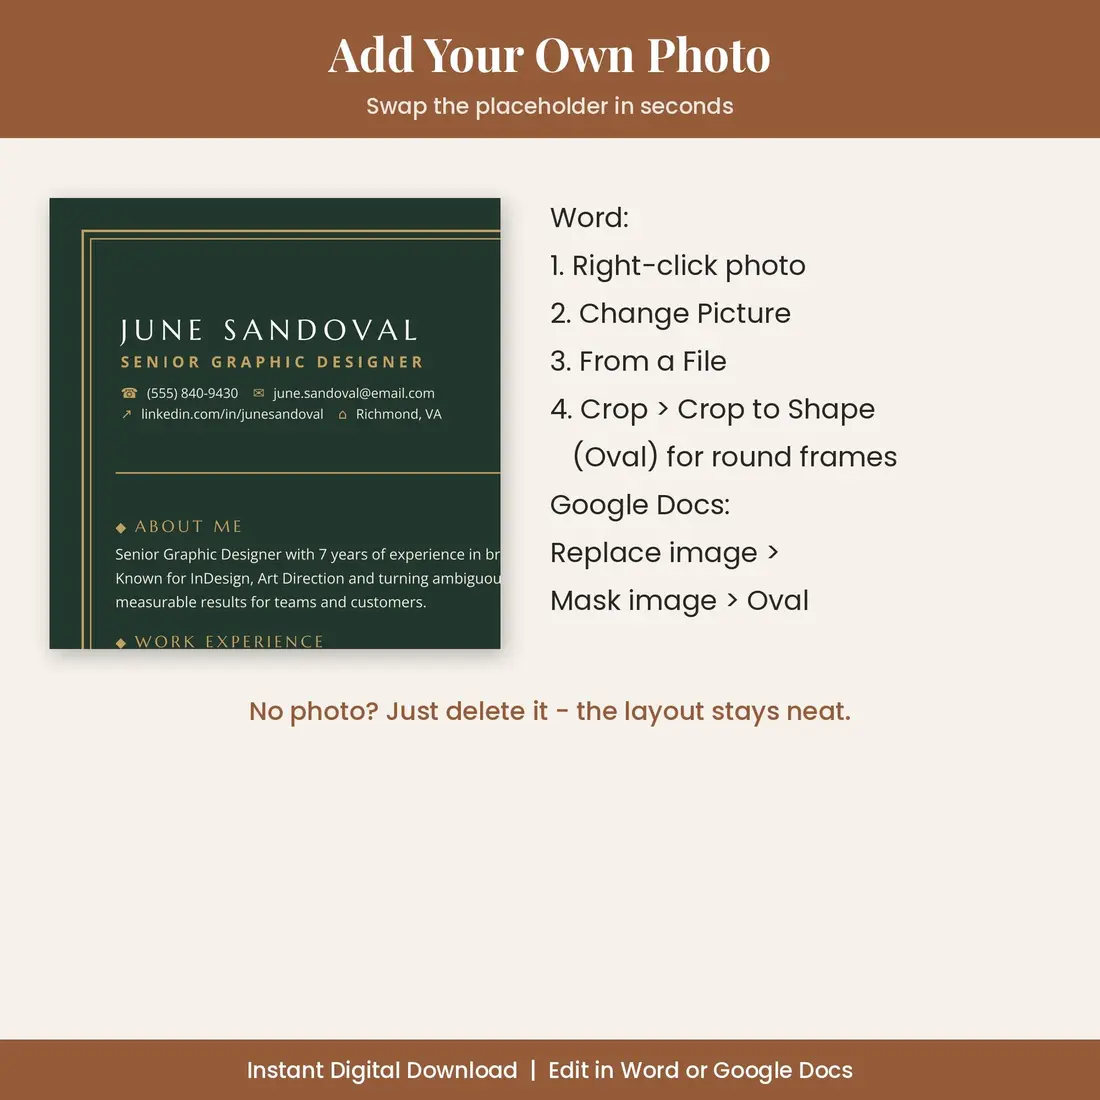 Add Your Own Photo
Swap the placeholder in seconds
JUNE SANDOVAL
SENIOR GRAPHIC DESIGNER
☎ (555) 840-9430 ✉ june.sandoval@email.com
↗ linkedin.com/in/junesandoval ⌂ Richmond, VA
◆ ABOUT ME
Senior Graphic Designer with 7 years of experience in br
Known for InDesign, Art Direction and turning ambiguou
measurable results for teams and customers.
◆ WORK EXPERIENCE
Word:
1. Right-click photo
2. Change Picture
3. From a File
4. Crop > Crop to Shape
(Oval) for round frames
Google Docs:
Replace image >
Mask image > Oval
No photo? Just delete it - the layout stays neat.
Instant Digital Download | Edit in Word or Google Docs